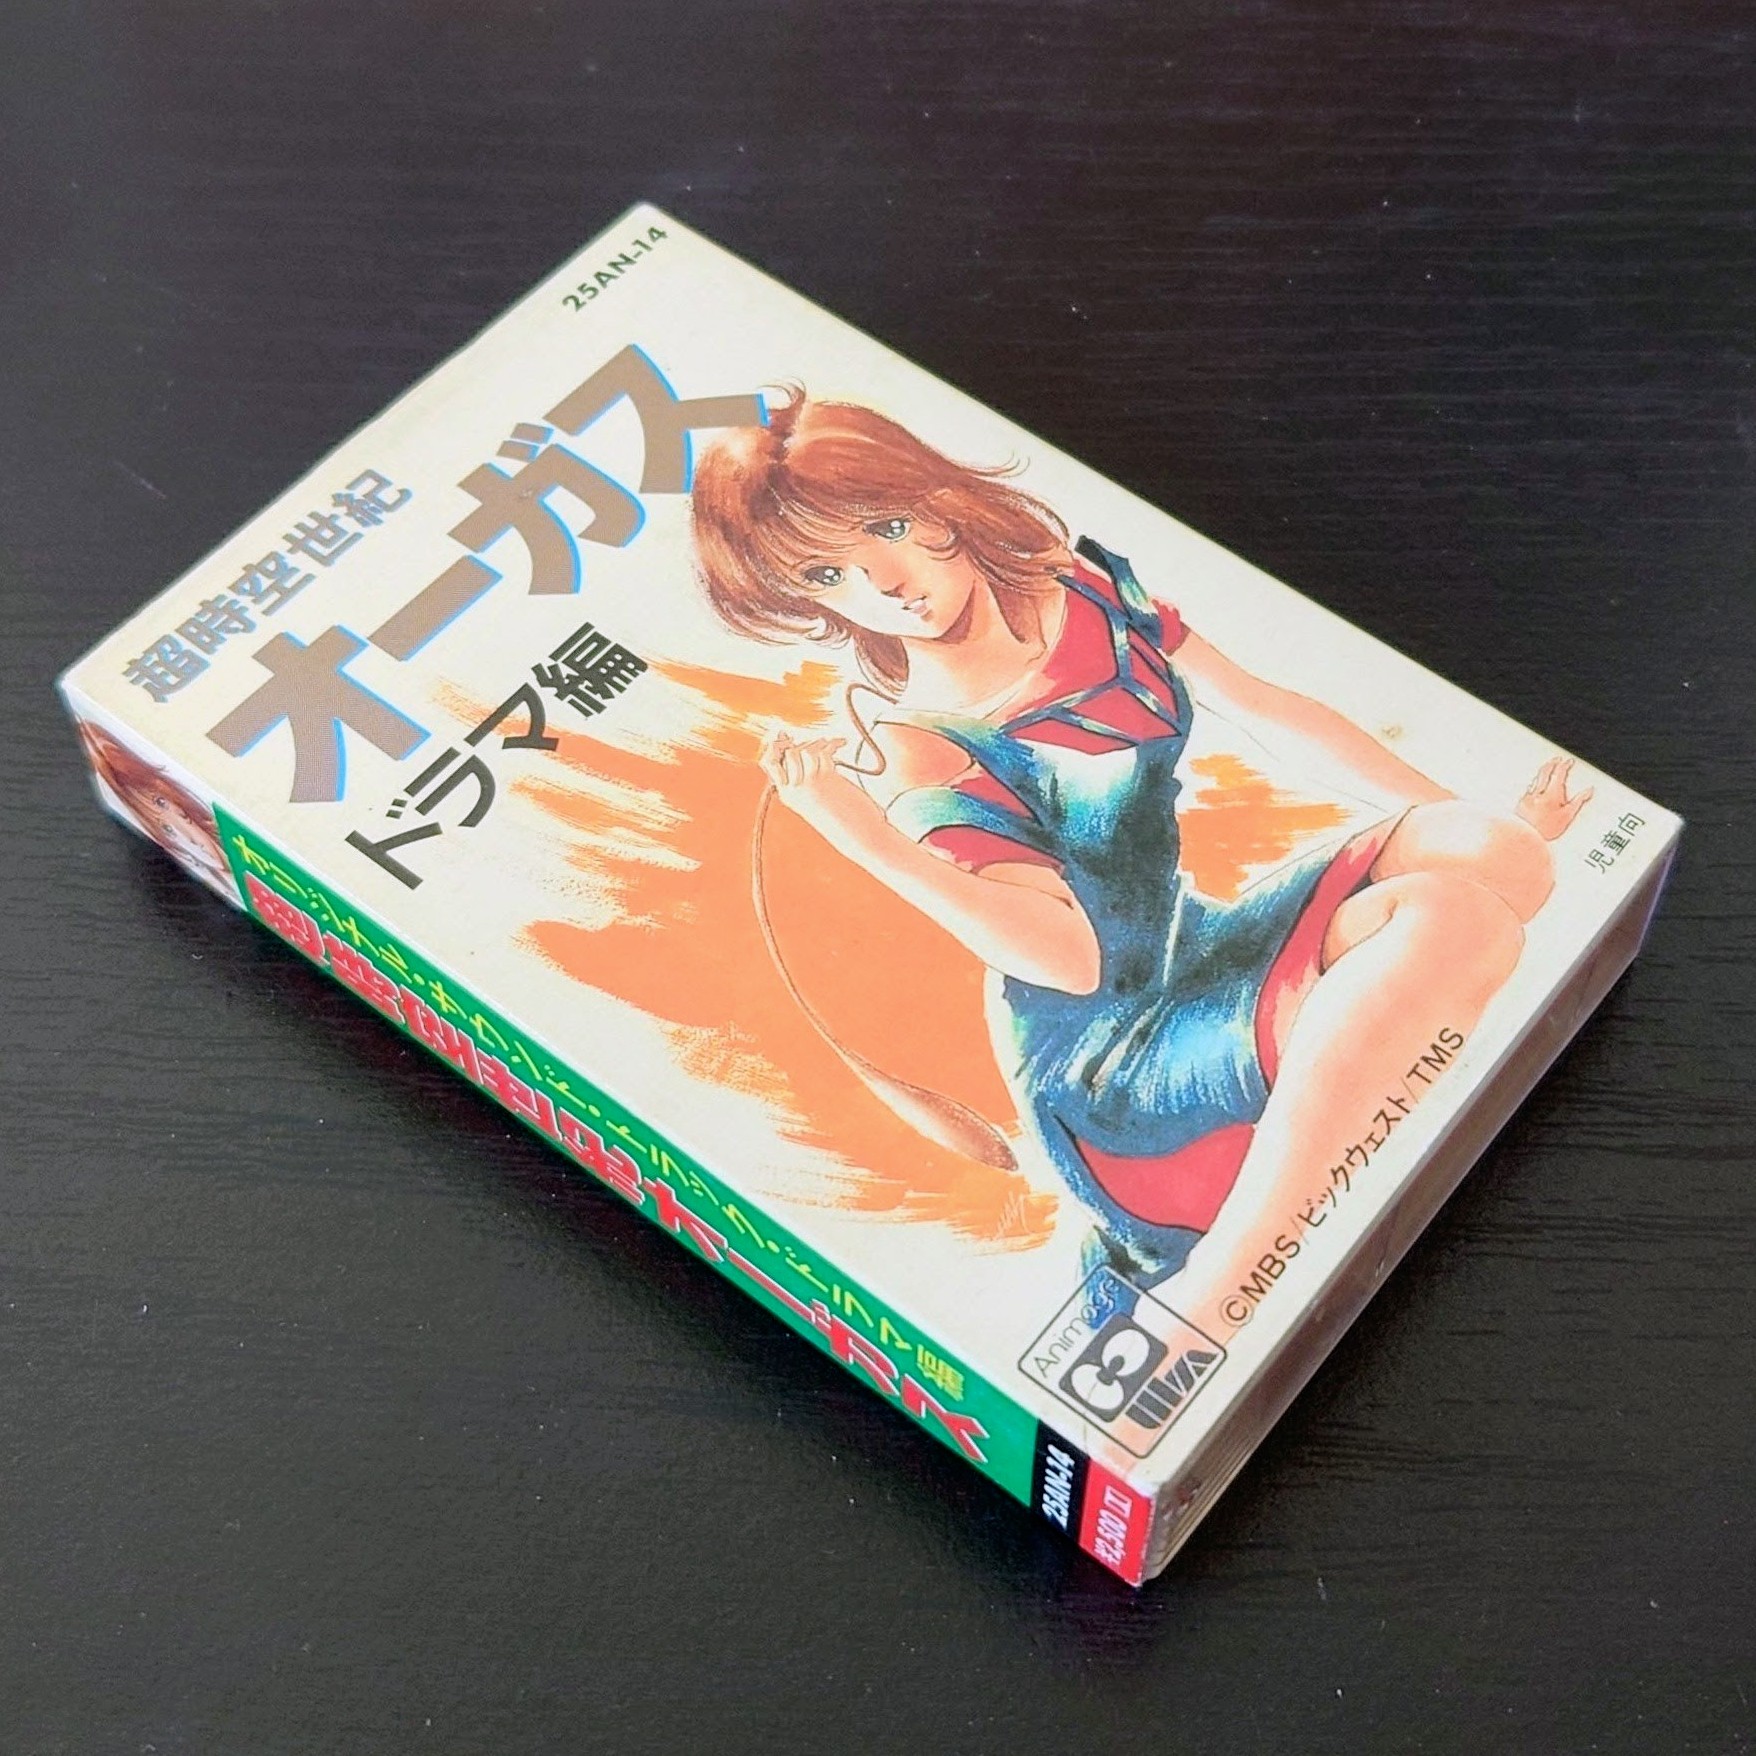 25AN-14
超時空世紀
オーガス
ドラマ編
児童向
©MBS/ビックウェスト/TMS
Animage
オリジナル・サウンド・トラック・ドラマ編
超時空世紀オーガス
25AN-14
¥2,500